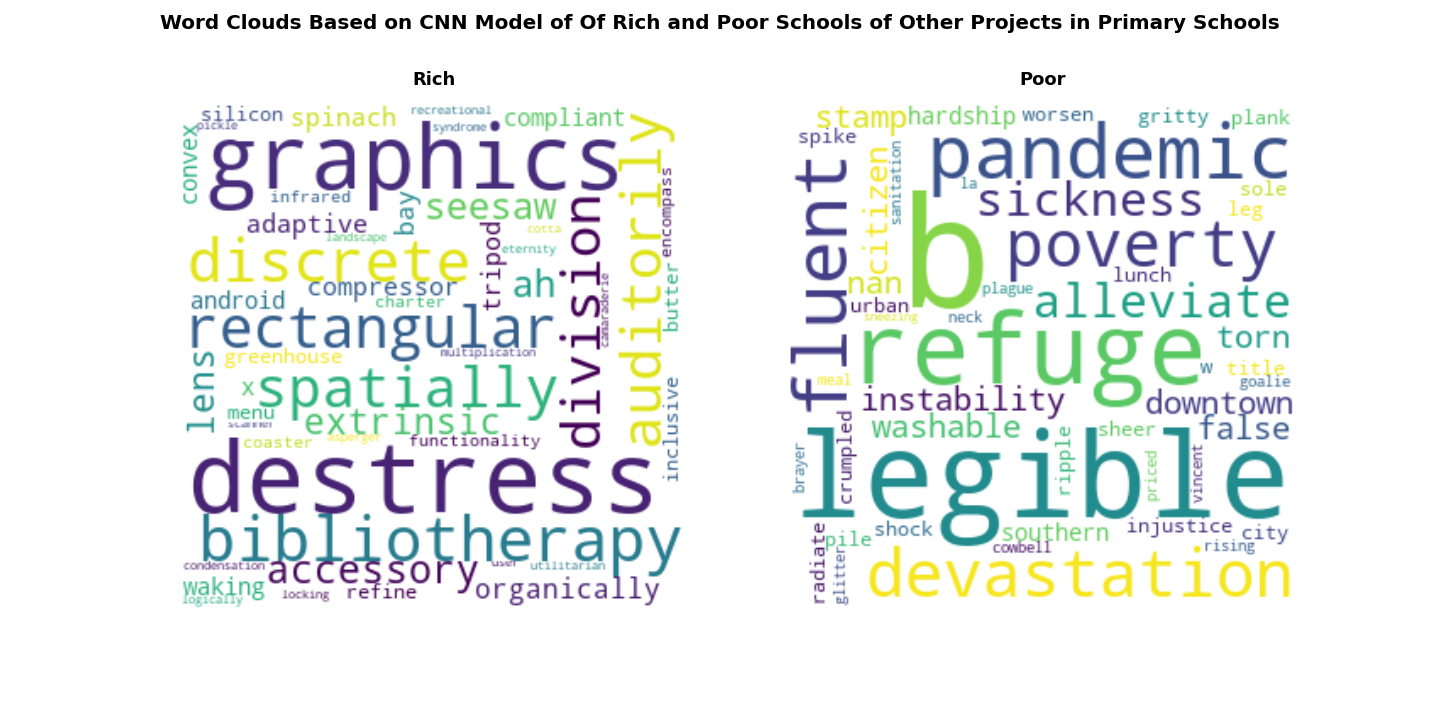 Word Clouds Based on CNN Model of Of Rich and Poor Schools of Other Projects in Primary Schools
Rich
silicon
spinach
recreational
compliant
pickle
syndrome
convex
graphics
auditorily
infrared
bay
seesaw
encompass
adaptive
landscape
cotta
division
discrete
tripod
eternity
compressor
ah
android
charter
butter
camaraderie
rectangular
greenhouse
multiplication
lens
x
spatially
menu
extrinsic
scanner
coaster
asperger
functionality
inclusive
destress
bibliotherapy
condensation
accessory
user
utilitarian
waking
locking
refine
organically
logically
Poor
stamp
hardship
worsen
gritty
plank
spike
pandemic
fluent
citizen
sanitation
la
sickness
sole
leg
b
poverty
nan
plague
lunch
urban
alleviate
sneezing
neck
refuge
torn
w
title
meal
goalie
instability
downtown
washable
sheer
false
crumpled
ripple
brayer
legible
priced
vincent
radiate
pile
shock
southern
injustice
city
cowbell
rising
glitter
devastation